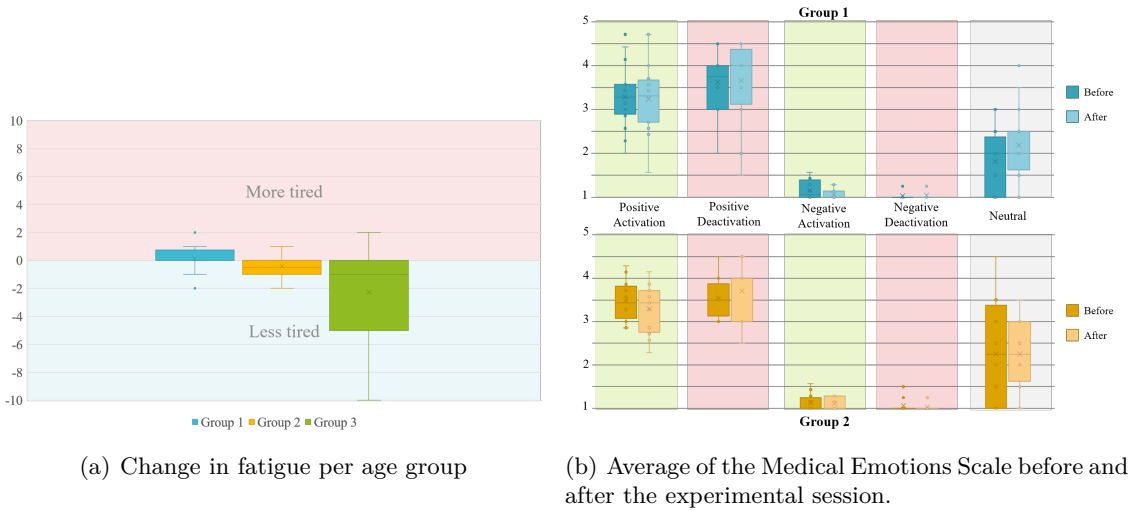 10
8
6
4
2
0
-2
-4
-6
-8
-10
More tired
Less tired
Group 1 Group 2 Group 3
(a) Change in fatigue per age group
Group 1
5
4
3
2
1
Before
After
Positive Activation
Positive Deactivation
Negative Activation
Negative Deactivation
Neutral
5
4
3
2
1
Before
After
Group 2
(b) Average of the Medical Emotions Scale before and
after the experimental session.